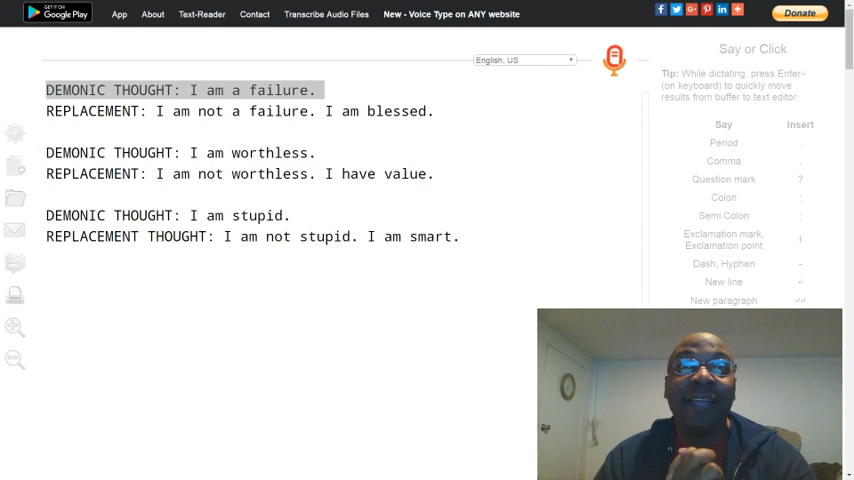 GET IT ON
Google Play
App About Text-Reader Contact Transcribe Audio Files New - Voice Type on ANY website
Donate
English, US
Say or Click
Tip: While dictating, press Enter↵
(on keyboard) to quickly move
results from buffer to text editor.
Say Insert
Period .
Comma ,
Question mark ?
Colon :
Semi Colon ;
Exclamation mark,
Exclamation point !
Dash, Hyphen -
New line ↵
New paragraph ↵↵
DEMONIC THOUGHT: I am a failure.
REPLACEMENT: I am not a failure. I am blessed.
DEMONIC THOUGHT: I am worthless.
REPLACEMENT: I am not worthless. I have value.
DEMONIC THOUGHT: I am stupid.
REPLACEMENT THOUGHT: I am not stupid. I am smart.